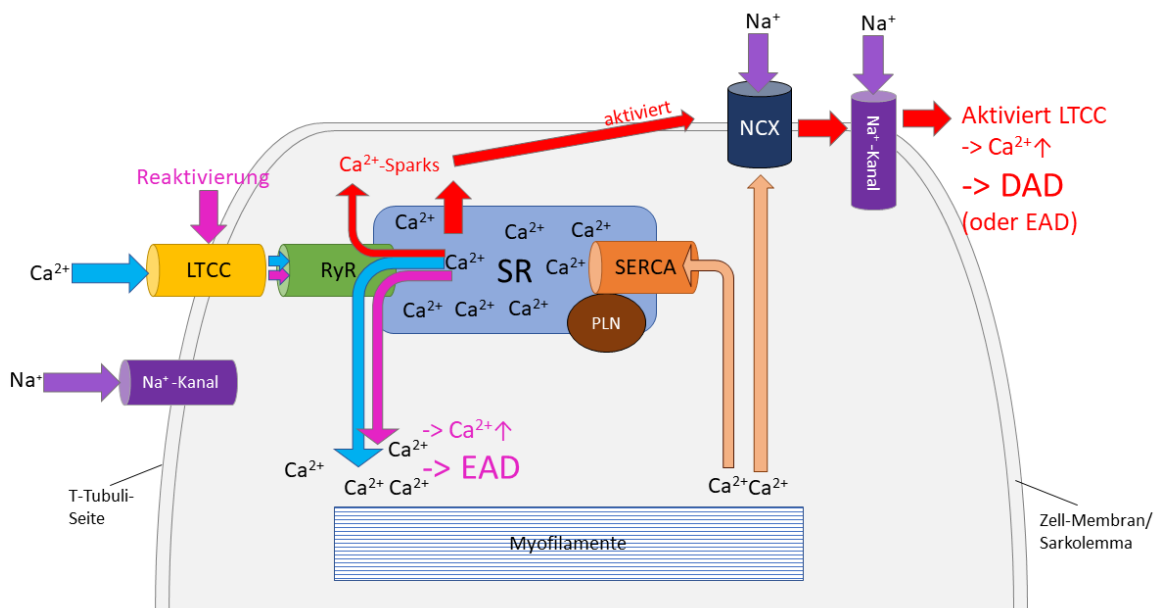 Na⁺
Na⁺
aktiviert
NCX
Na⁺-Kanal
Aktiviert LTCC
-> Ca²⁺↑
-> DAD
(oder EAD)
Ca²⁺-Sparks
Reaktivierung
Ca²⁺
Ca²⁺
Ca²⁺
Ca²⁺
LTCC
RyR
Ca²⁺
SR
Ca²⁺
SERCA
Ca²⁺
Ca²⁺
Ca²⁺
PLN
Na⁺
Na⁺-Kanal
-> Ca²⁺↑
Ca²⁺
-> EAD
Ca²⁺
Ca²⁺ Ca²⁺
Ca²⁺Ca²⁺
T-Tubuli-
Seite
Myofilamente
Zell-Membran/
Sarkolemma